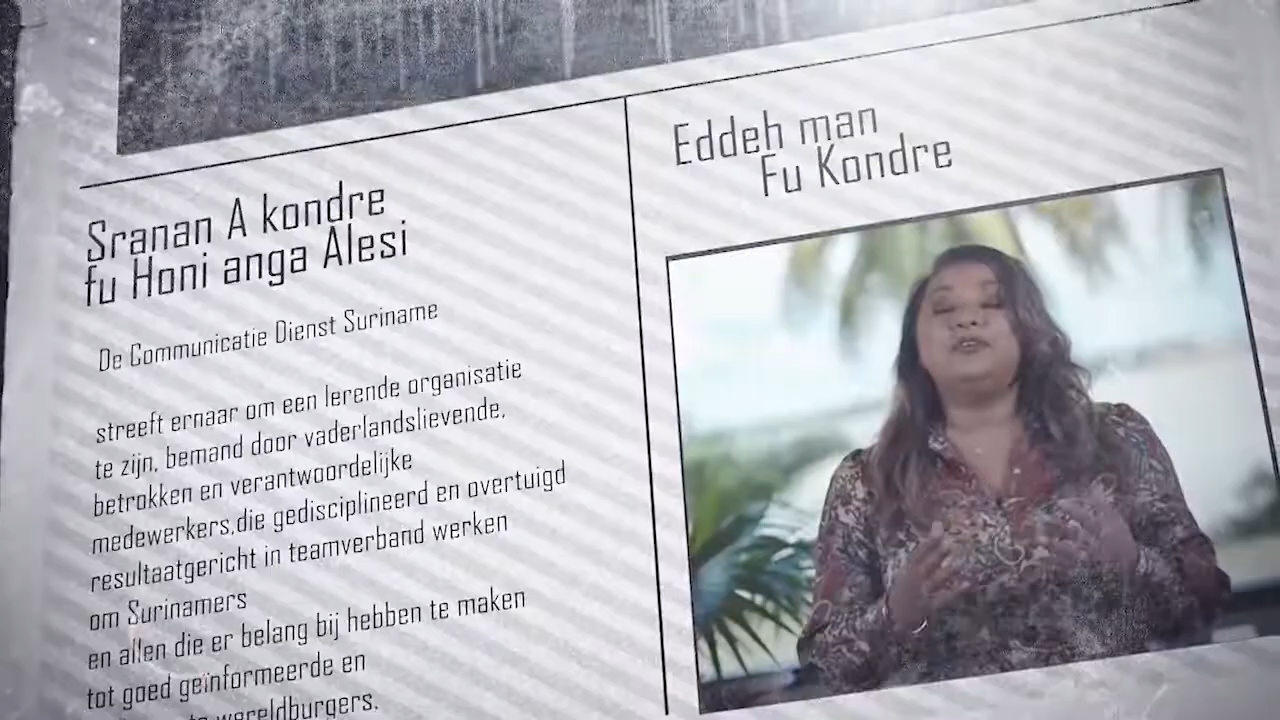 Sranan A kondre
fu Honi anga Alesi
De Communicatie Dienst Suriname
streeft ernaar om een lerende organisatie
te zijn, bemand door vaderlandslievende,
betrokken en verantwoordelijke
medewerkers,die gedisciplineerd en overtuigd
resultaatgericht in teamverband werken
om Surinamers
en allen die er belang bij hebben te maken
tot goed geïnformeerde en
wereldburgers.
Eddeh man
Fu Kondre